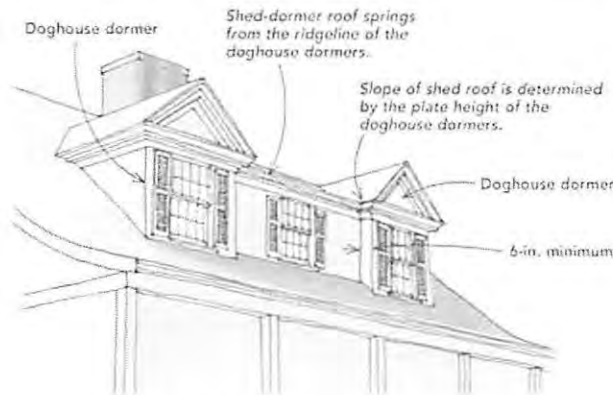 Doghouse dormer
Shed-dormer roof springs
from the ridgeline of the
doghouse dormers.
Slope of shed roof is determined
by the plate height of the
doghouse dormers.
Doghouse dormer
6-in. minimum